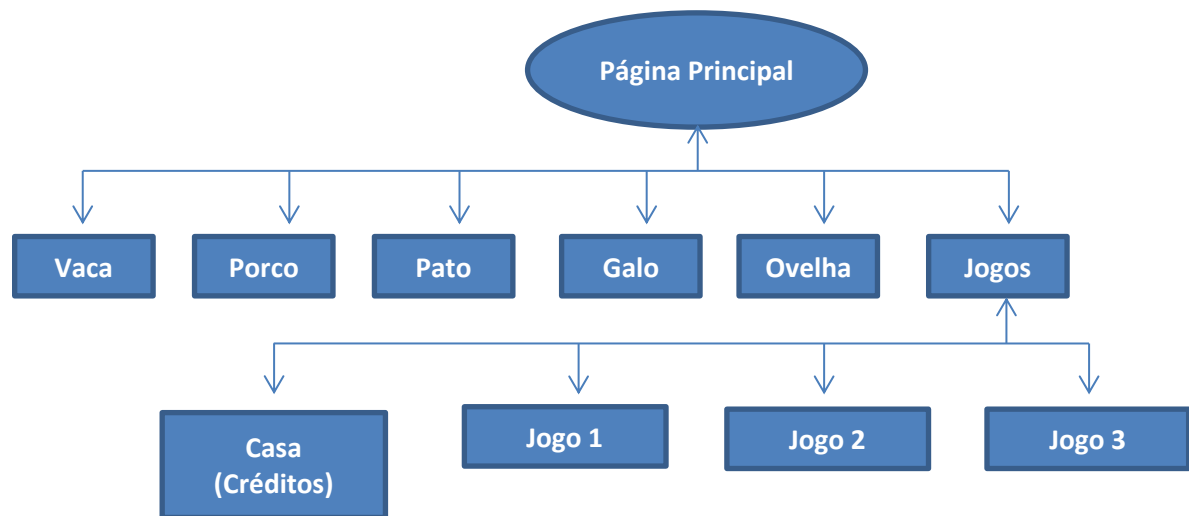 Página Principal
Vaca
Porco
Pato
Galo
Ovelha
Jogos
Casa
(Créditos)
Jogo 1
Jogo 2
Jogo 3